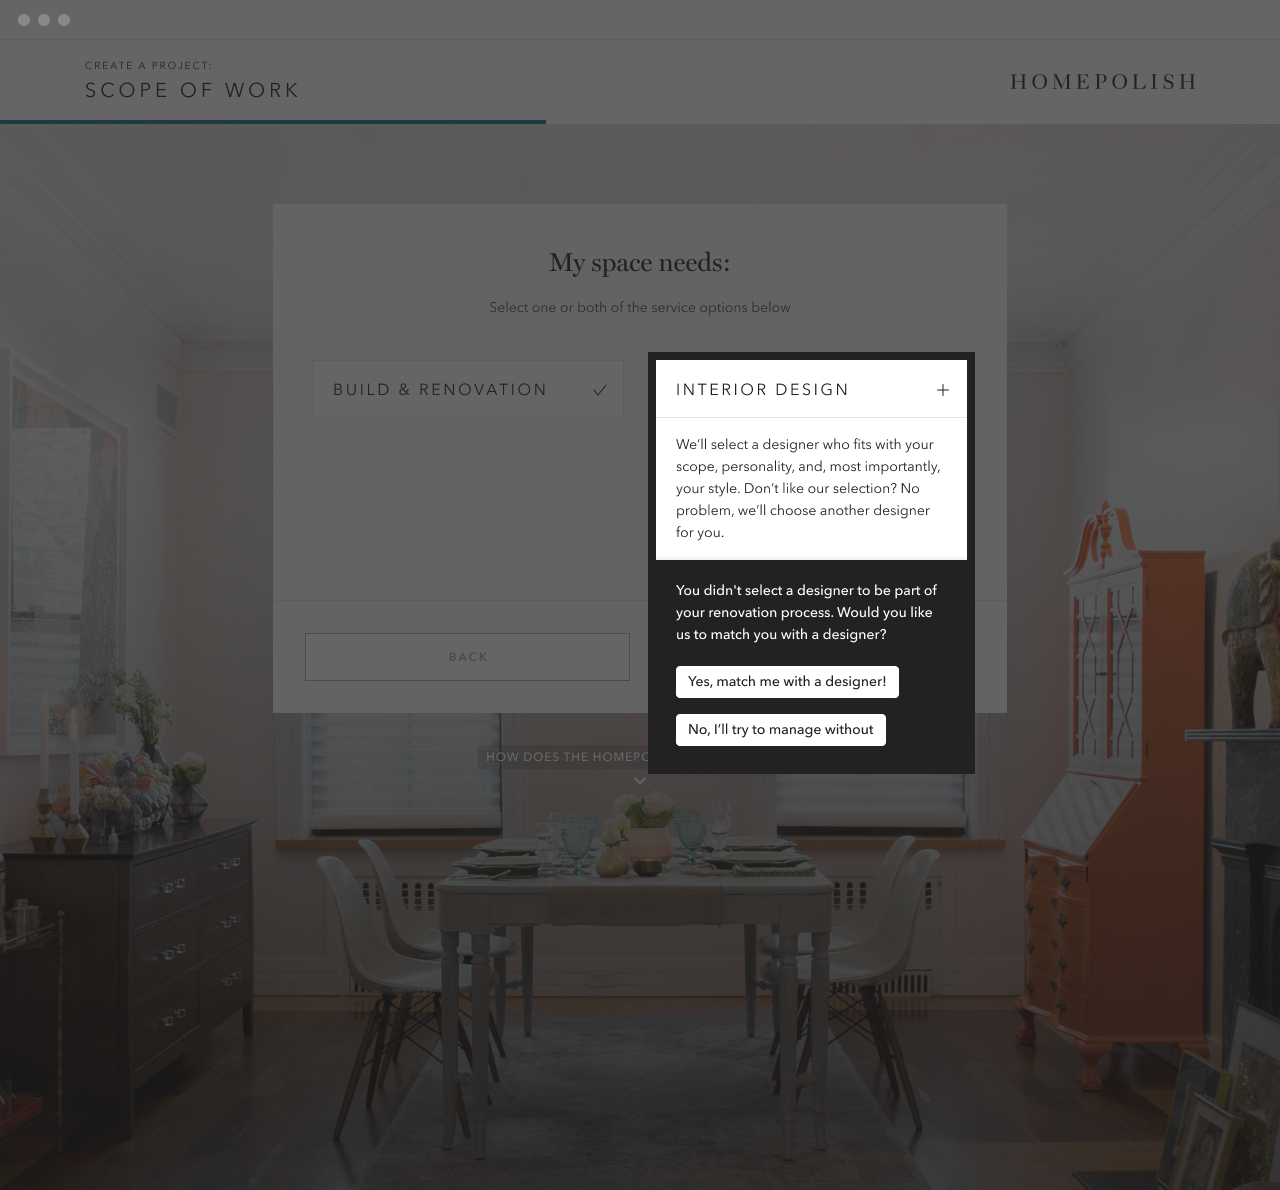 CREATE A PROJECT:
SCOPE OF WORK
HOMEPOLISH
My space needs:
Select one or both of the service options below
BUILD & RENOVATION
INTERIOR DESIGN
We’ll select a designer who fits with your
scope, personality, and, most importantly,
your style. Don’t like our selection? No
problem, we’ll choose another designer
for you.
You didn't select a designer to be part of
your renovation process. Would you like
us to match you with a designer?
BACK
Yes, match me with a designer!
No, I’ll try to manage without
HOW DOES THE